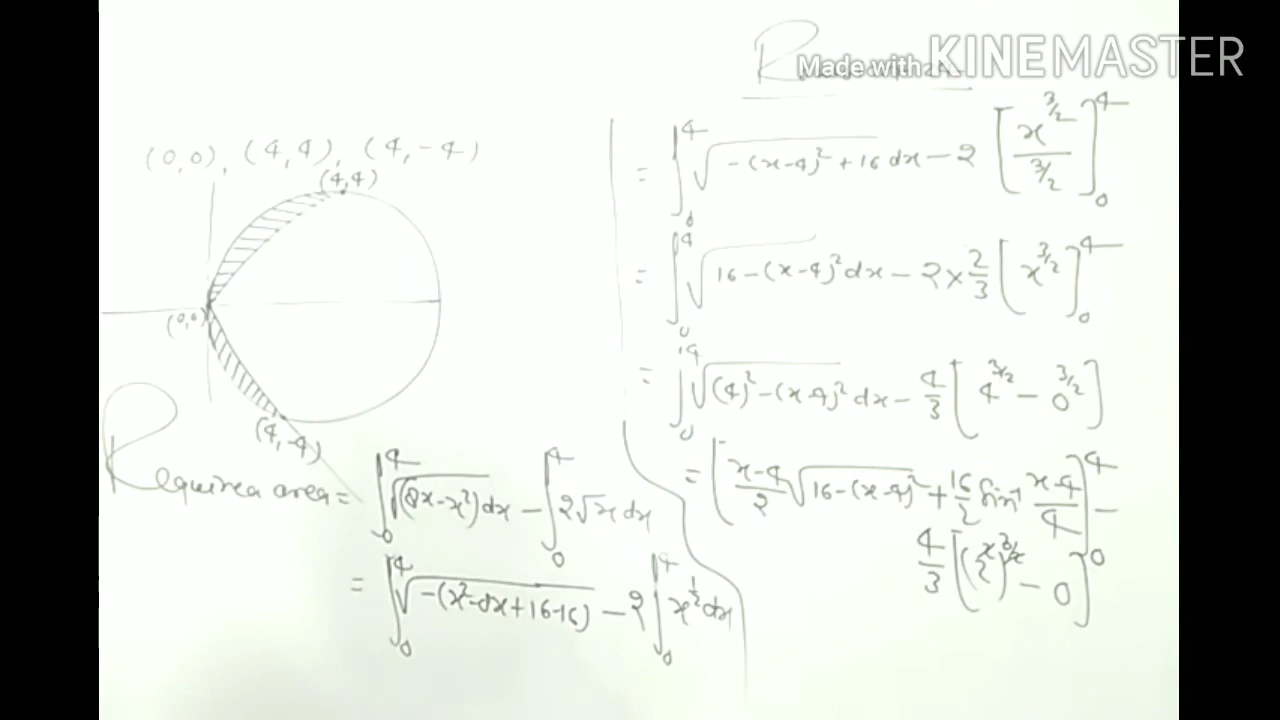 Made with KINEMASTER
(0,0), (4,4), (4,-4)
(4,4)
(0,0)
(4,-4)
Required area = ∫₀⁴ √(8x-x²) dx - ∫₀⁴ 2√x dx
= ∫₀⁴ √-(x²-8x+16-16) - 2 ∫₀⁴ x^½ dx
= ∫₀⁴ √-(x-4)²+16 dx - 2 [x^3/2 / 3/2]₀⁴
= ∫₀⁴ √16-(x-4)² dx - 2×2/3 [x^3/2]₀⁴
= ∫₀⁴ √(4)²-(x-4)² dx - 4/3 [4^3/2 - 0^3/2]
= [x-4/2 √16-(x-4)² + 16/2 Sin⁻¹ x-4/4]₀⁴ -
4/3 [(2)^2×3/2 - 0]